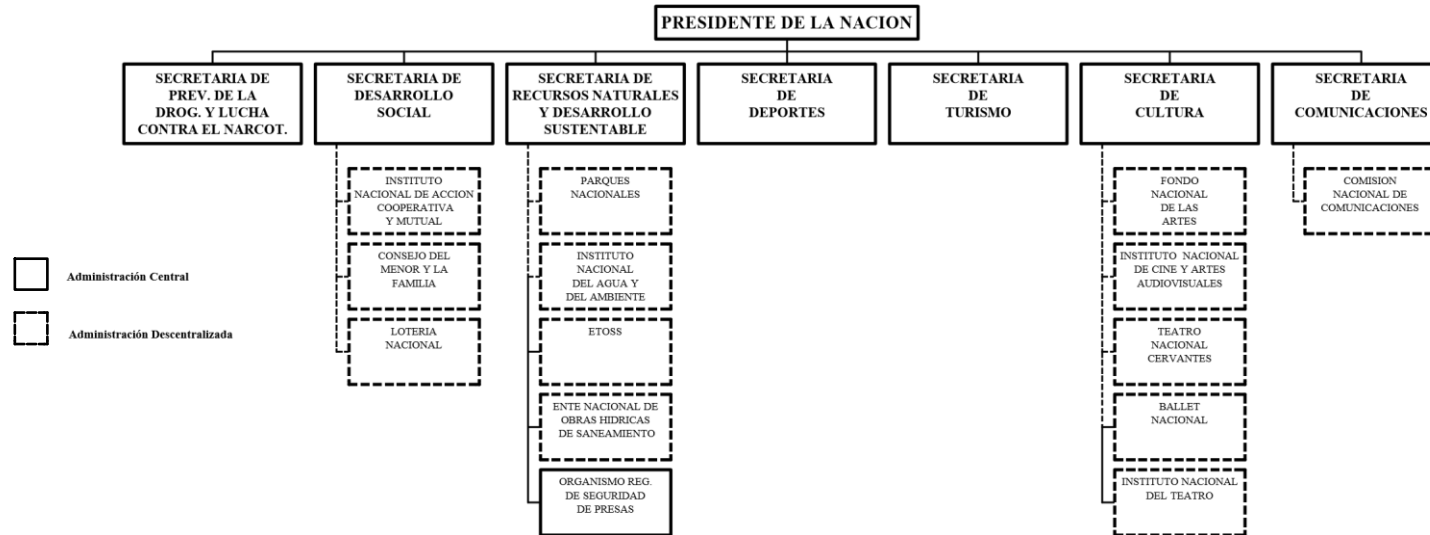 PRESIDENTE DE LA NACION
SECRETARIA DE
PREV. DE LA
DROG. Y LUCHA
CONTRA EL NARCOT.
SECRETARIA DE
DESARROLLO
SOCIAL
SECRETARIA DE
RECURSOS NATURALES
Y DESARROLLO
SUSTENTABLE
SECRETARIA
DE
DEPORTES
SECRETARIA
DE
TURISMO
SECRETARIA
DE
CULTURA
SECRETARIA
DE
COMUNICACIONES
INSTITUTO
NACIONAL DE ACCION
COOPERATIVA
Y MUTUAL
CONSEJO DEL
MENOR Y LA
FAMILIA
LOTERIA
NACIONAL
PARQUES
NACIONALES
INSTITUTO
NACIONAL
DEL AGUA Y
DEL AMBIENTE
ETOSS
ENTE NACIONAL DE
OBRAS HIDRICAS
DE SANEAMIENTO
ORGANISMO REG.
DE SEGURIDAD
DE PRESAS
FONDO
NACIONAL
DE LAS
ARTES
INSTITUTO NACIONAL
DE CINE Y ARTES
AUDIOVISUALES
TEATRO
NACIONAL
CERVANTES
BALLET
NACIONAL
INSTITUTO NACIONAL
DEL TEATRO
COMISION
NACIONAL DE
COMUNICACIONES
Administración Central
Administración Descentralizada